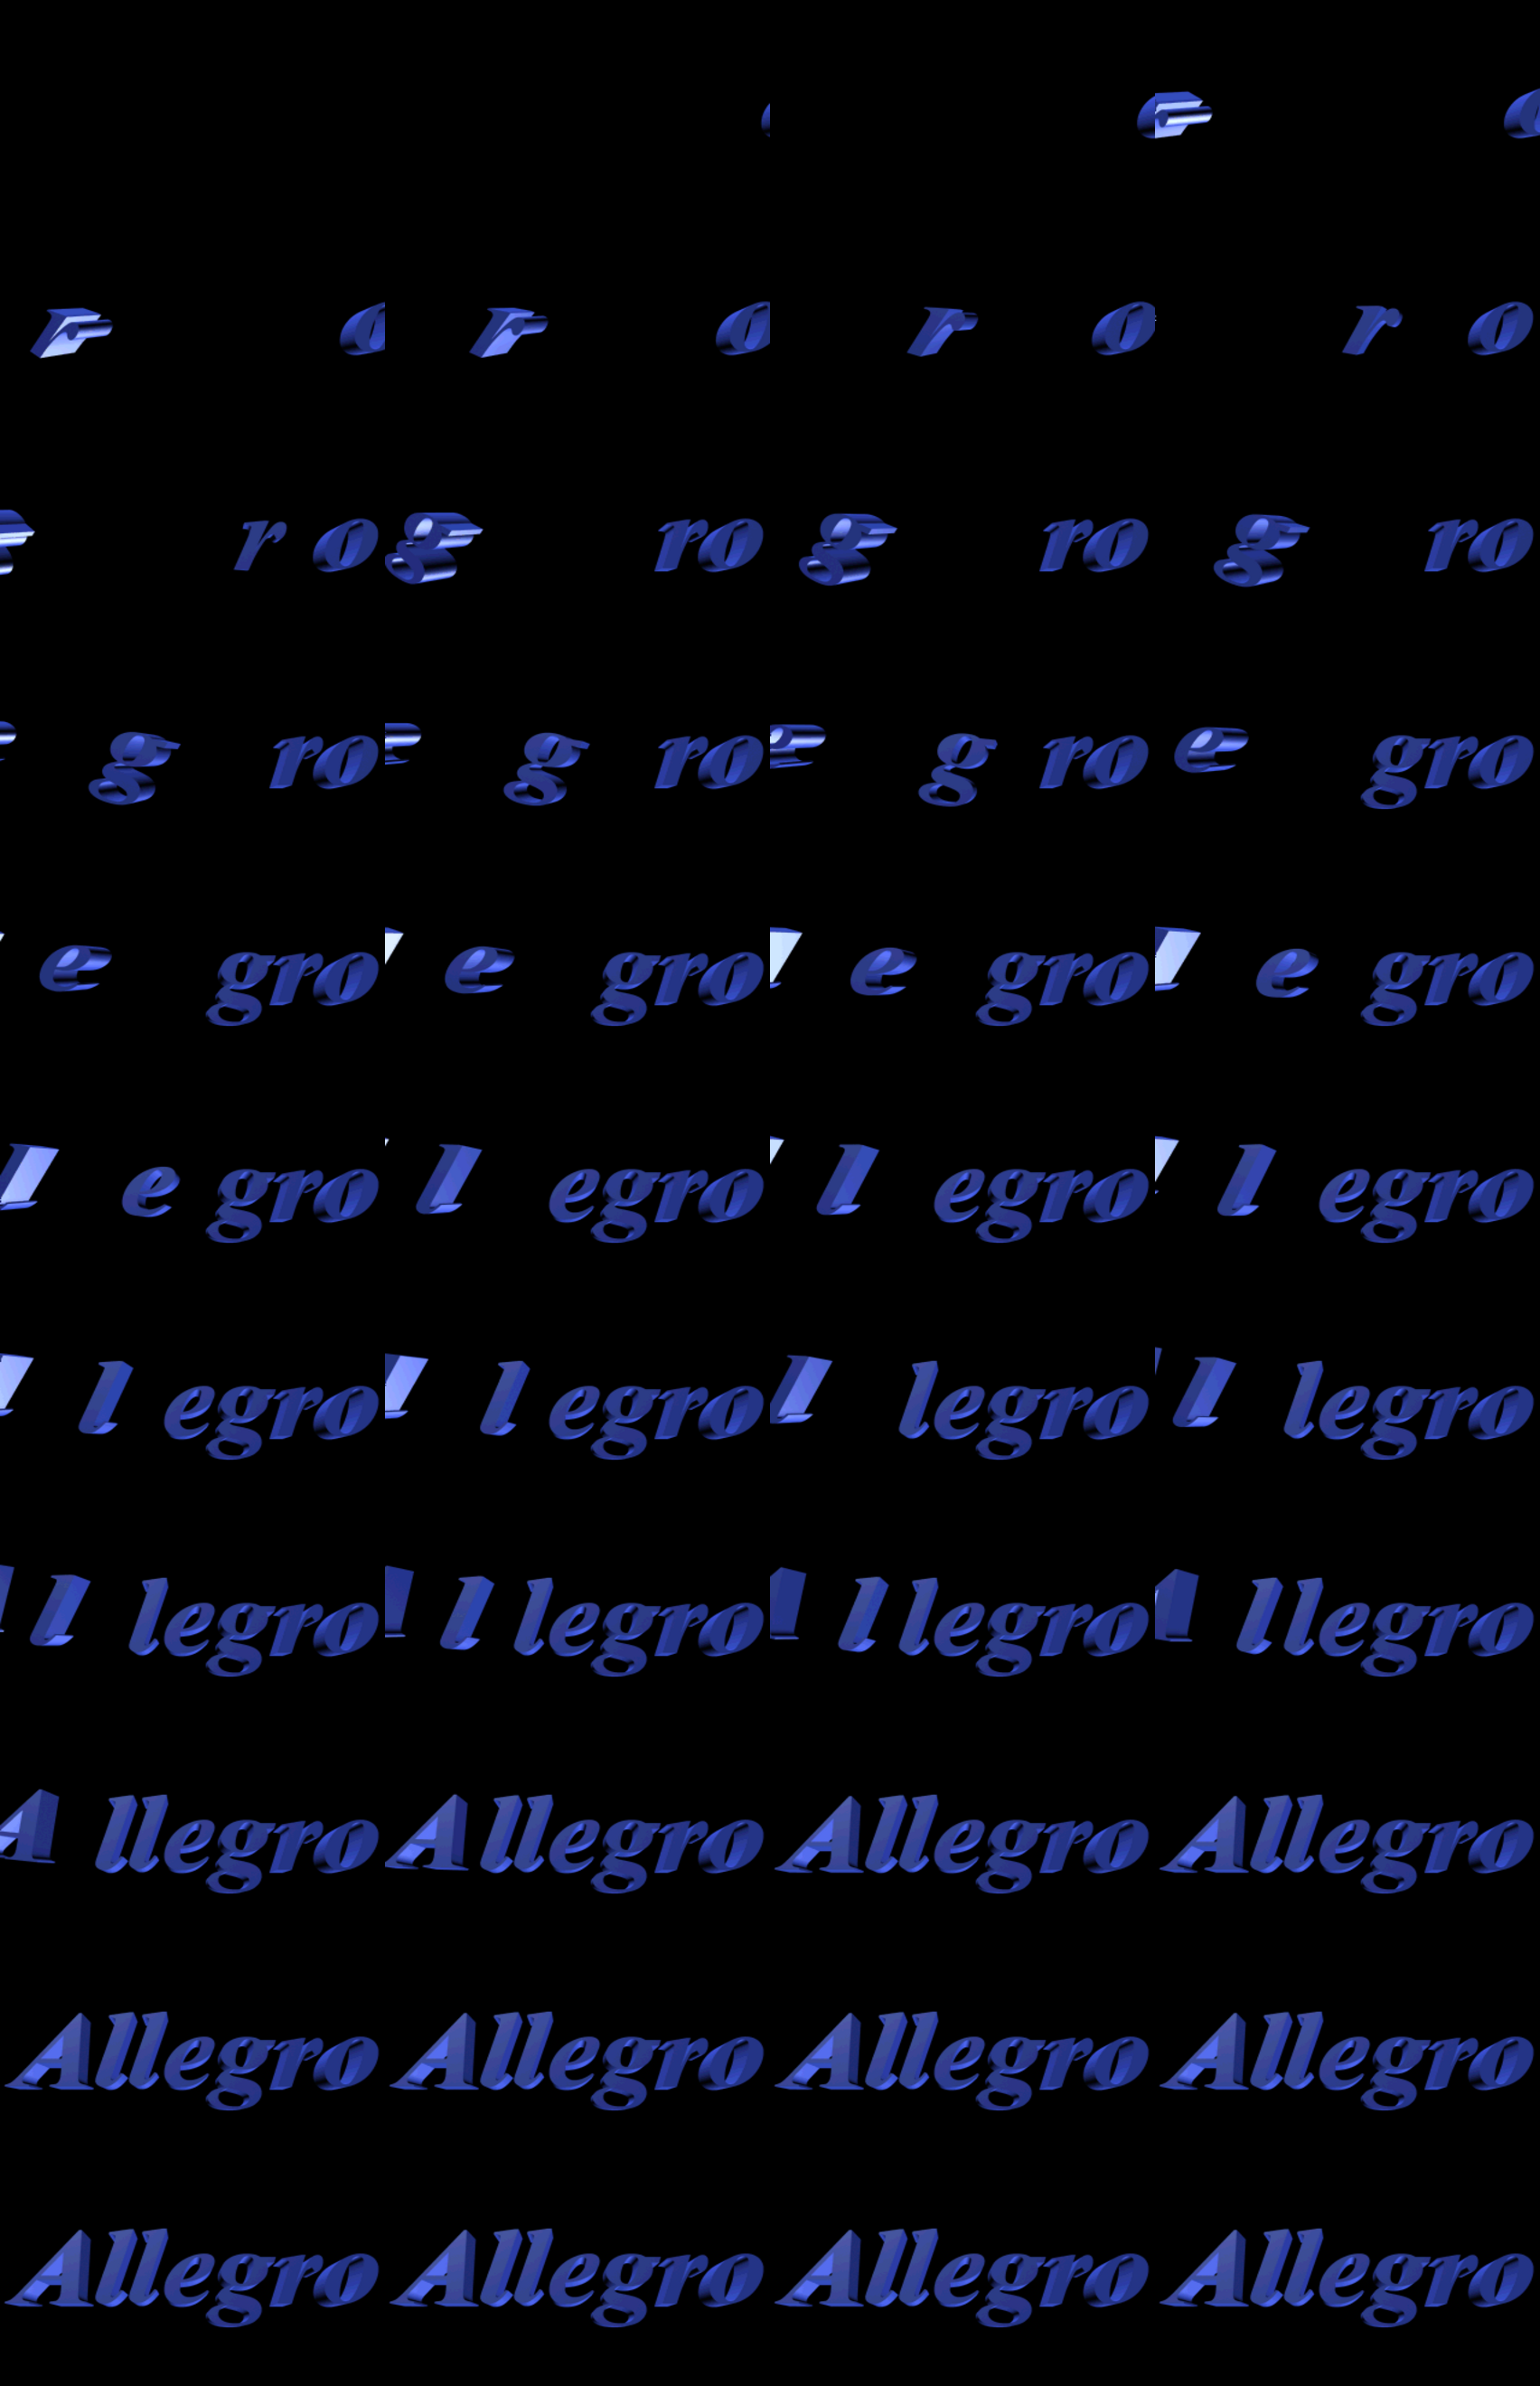 r o r o r o r o
r o g ro g ro g ro
g ro g ro g ro e gro
e gro e gro e gro e gro
l e gro l egro l egro l egro
l egro l egro l legro l legro
l legro l legro l legro llegro
A llegro Allegro Allegro Allegro
Allegro Allegro Allegro Allegro
Allegro Allegro Allegro Allegro